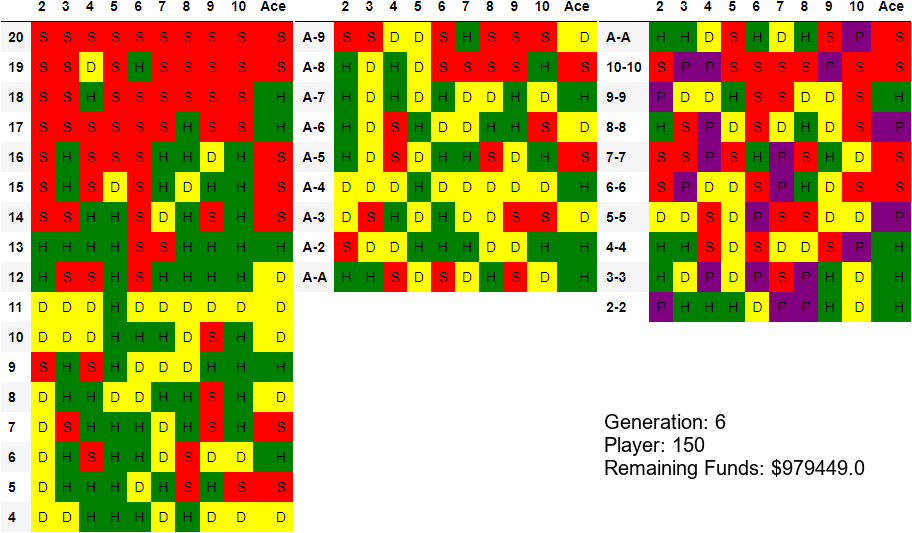 2 3 4 5 6 7 8 9 10 Ace
20 S S S S S S S S S S
19 S S D S H S S S S S
18 S S H S S S S S S H
17 S S S S S S H S S H
16 S H S S S H H D H S
15 S H S D S H D H H S
14 S S H H S D H S H S
13 H H H H S S H H H H
12 H S S H S H H H H D
11 D D D H D D D D D D
10 D D D H H H D S H D
9 S H S H D D D H H H
8 D H H D D H H S H D
7 D S H H H D H S H S
6 D H S H H D S D D H
5 D H H H D H S H S S
4 D D H H H D H D D D
2 3 4 5 6 7 8 9 10 Ace
A-9 S S D D S H S S S D
A-8 H D H D S S S S H S
A-7 H D H D H D D H D H
A-6 H D S H D D H H S D
A-5 H D S D H H S D H S
A-4 D D D H D D D D D H
A-3 D S H D H D D S S D
A-2 S D D H H H D D H H
A-A H H S D S D H S D H
2 3 4 5 6 7 8 9 10 Ace
A-A H H D S H D H S P S
10-10 S P P S S S S P S S
9-9 P D D H S S D D S H
8-8 H S P D S D H D S P
7-7 S S P S H P S H D S
6-6 S P D D S P H D S S
5-5 D D S D P S S D D P
4-4 H H S D S D D S P H
3-3 H D P D P S P H D H
2-2 P H H H D P P H D H
Generation: 6
Player: 150
Remaining Funds: $979449.0